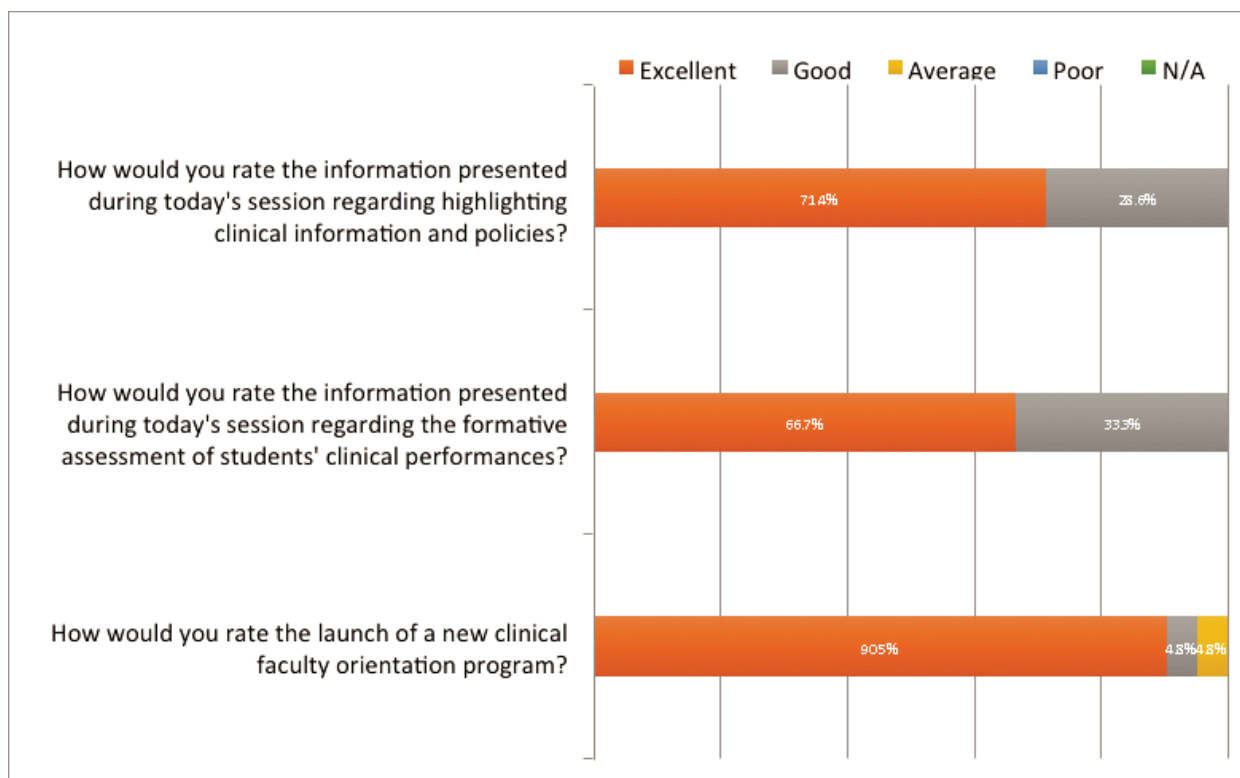 Excellent Good Average Poor N/A
How would you rate the information presented
during today's session regarding highlighting
clinical information and policies?
71.4% 28.6%
How would you rate the information presented
during today's session regarding the formative
assessment of students' clinical performances?
66.7% 33.3%
How would you rate the launch of a new clinical
faculty orientation program?
90.5% 4.8% 4.8%